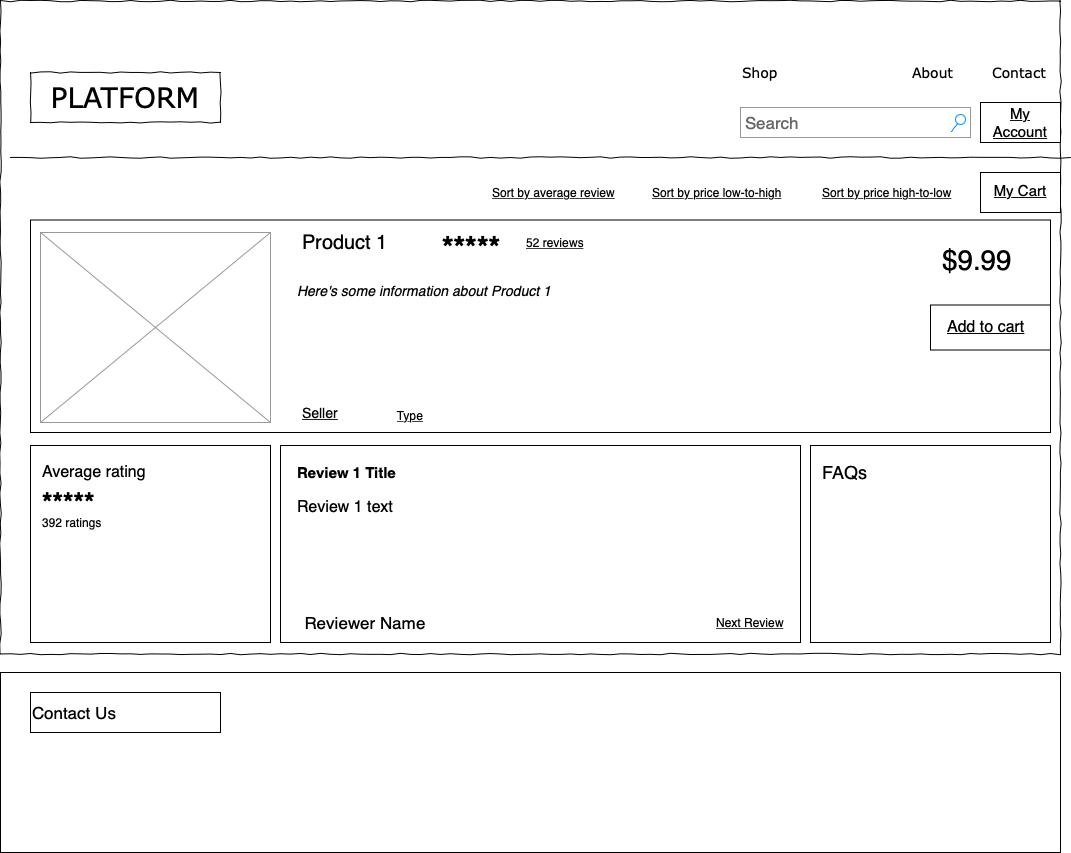 Shop
About
Contact
PLATFORM
Search
My
Account
Sort by average review
Sort by price low-to-high
Sort by price high-to-low
My Cart
Product 1
*****
52 reviews
$9.99
Here's some information about Product 1
Add to cart
Seller
Type
Average rating
*****
392 ratings
Review 1 Title
Review 1 text
Reviewer Name
Next Review
FAQs
Contact Us